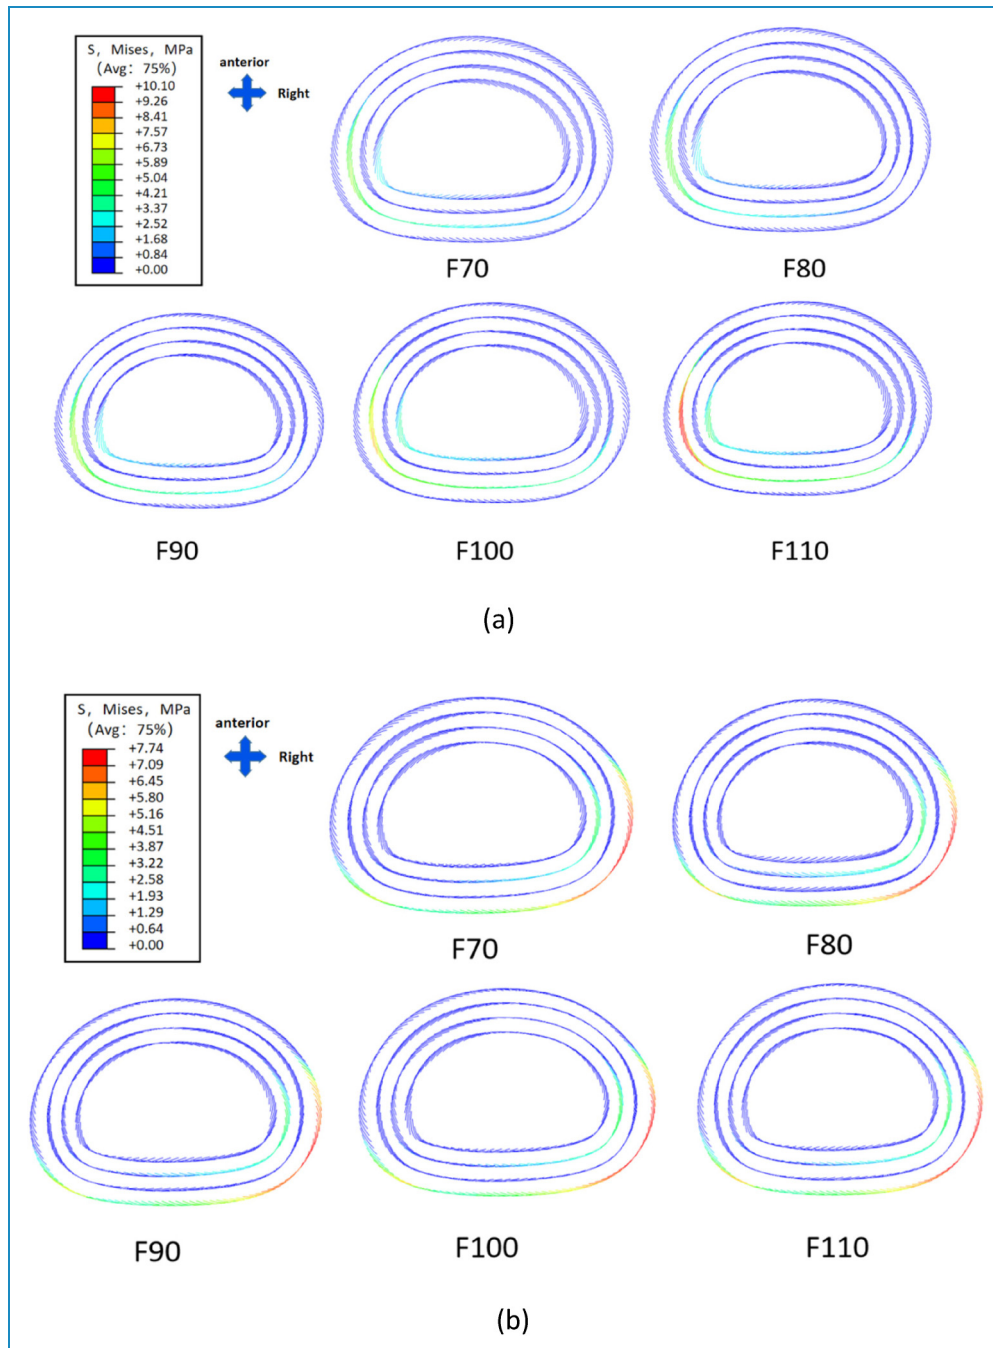 S, Mises, MPa
(Avg: 75%)
+10.10
+9.26
+8.41
+7.57
+6.73
+5.89
+5.04
+4.21
+3.37
+2.52
+1.68
+0.84
+0.00
anterior
Right
F70
F80
F90
F100
F110
(a)
S, Mises, MPa
(Avg: 75%)
+7.74
+7.09
+6.45
+5.80
+5.16
+4.51
+3.87
+3.22
+2.58
+1.93
+1.29
+0.64
+0.00
anterior
Right
F70
F80
F90
F100
F110
(b)